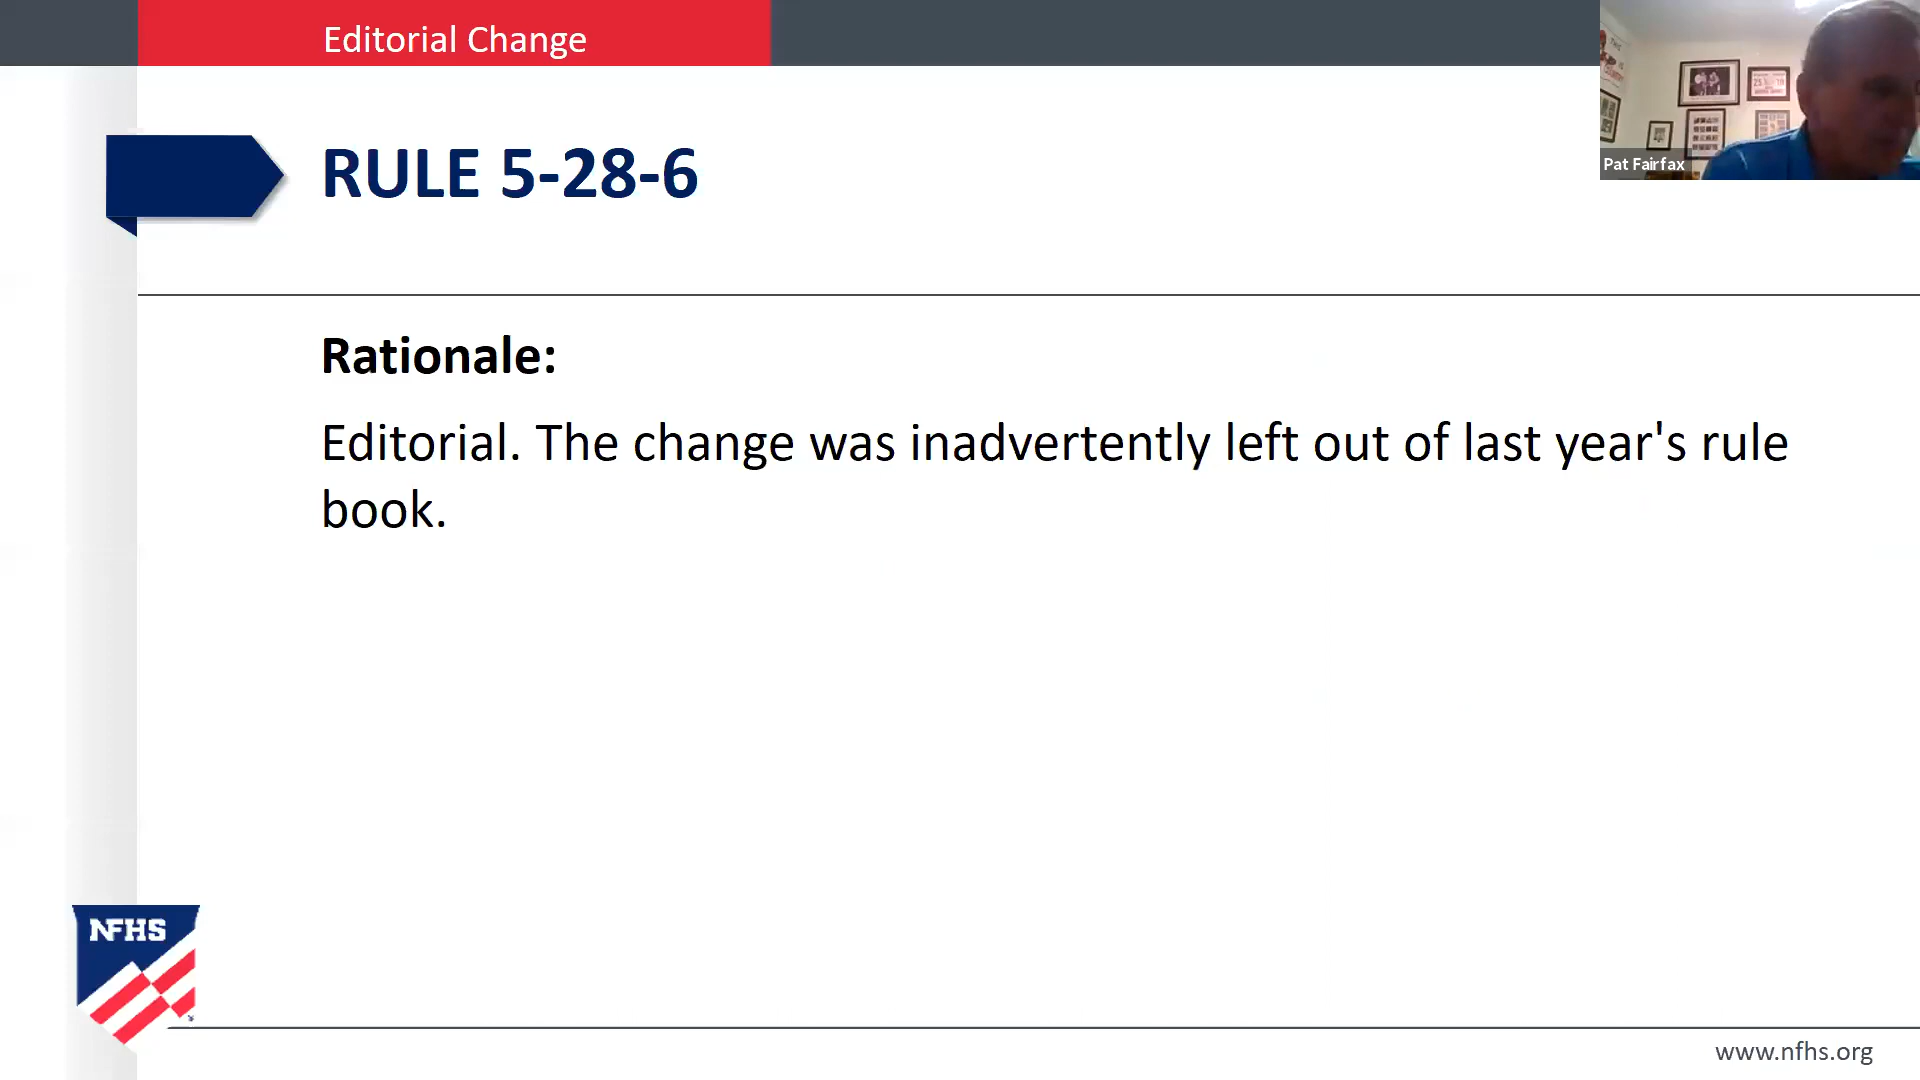 Editorial Change
Pat Fairfax
RULE 5-28-6
Rationale:
Editorial. The change was inadvertently left out of last year's rule
book.
NFHS
www.nfhs.org